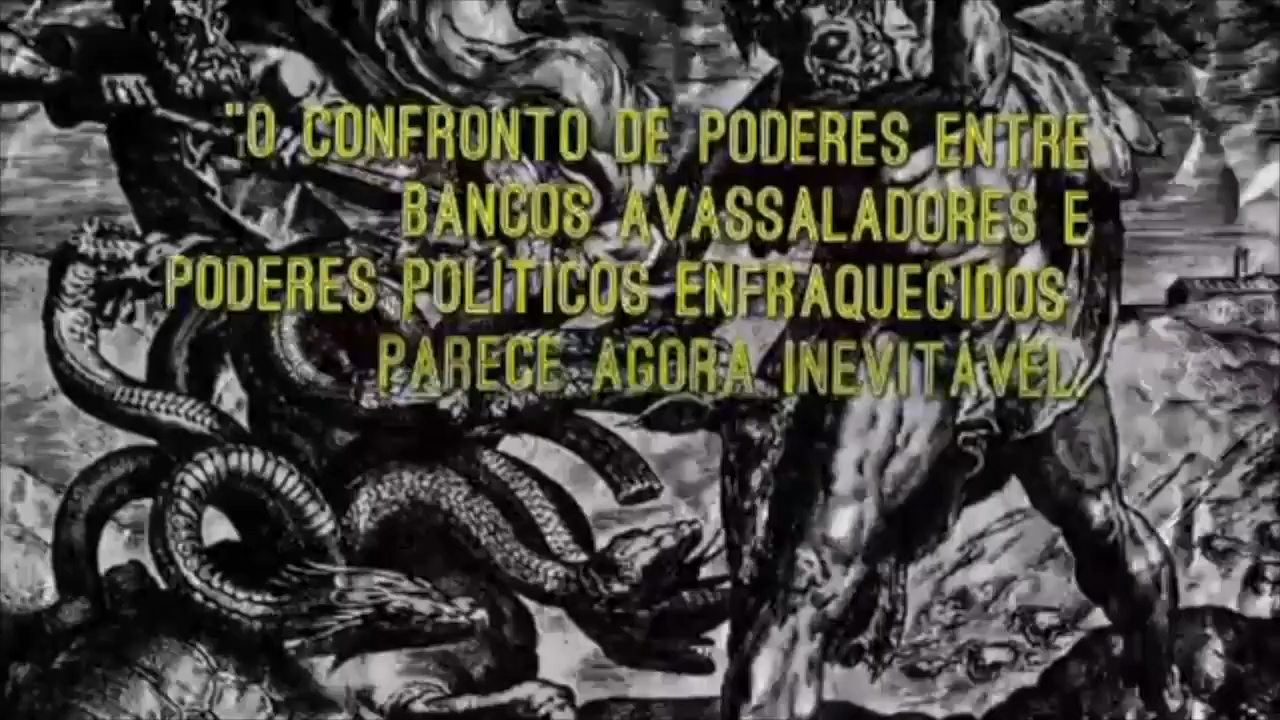 "O CONFRONTO DE PODERES ENTRE
BANCOS AVASSALADORES E
PODERES POLÍTICOS ENFRAQUECIDOS
PARECE AGORA INEVITÁVEL.